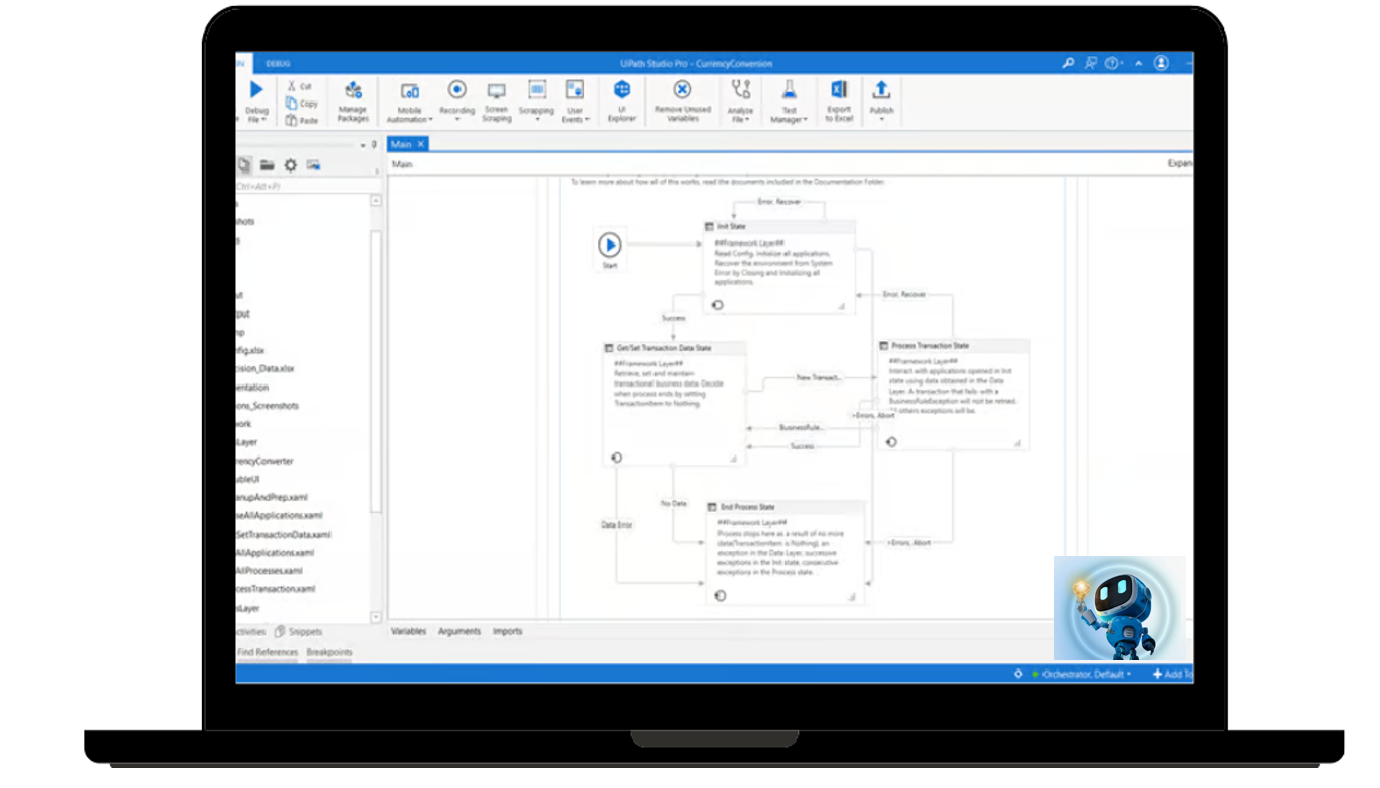 DEBUG
UiPath Studio Pro - CurrencyConversion
Debug File
Cut
Copy
Paste
Manage Packages
Mobile Automation
Recording
Screen Scraping
Scrapping
User Events
UI Explorer
Remove Unused Variables
Analyze File
Test Manager
Export to Excel
Publish
Main
Main
Expan
Ctrl+Alt+P)
shots
ut
put
mp
nfig.xlsx
cision_Data.xlsx
entation
ons_Screenshots
work
sLayer
rencyConverter
ubleUI
anupAndPrep.xaml
seAllApplications.xaml
SetTransactionData.xaml
AllApplications.xaml
AllProcesses.xaml
cessTransaction.xaml
sLayer
ctivities
Snippets
To learn more about how all of this works, read the documents included in the Documentation Folder.
Error, Recover
Start
Init State
##Framework Layer##
Read Config. Initialize all applications,
Recover the environment from System
Error by Closing and Initializing all
applications.
Error, Recover
Success
Get/Set Transaction Data State
##Framework Layer##
Retrieve, set and maintain
transactional business data. Decide
when process ends by setting
TransactionItem to Nothing.
New Transact...
Process Transaction State
##Framework Layer##
Interact with applications opened in Init
state using data obtained in the Data
Layer. A transaction that fails with a
BusinessRuleException will not be retried.
others exceptions will be.
>Errors, Abort
BusinessRule...
Success
No Data
Data Error
End Process State
##Framework Layer##
Process stops here as a result of no more
data(TransactionItem is Nothing), an
exception in the Data Layer, successive
exceptions in the Init state, consecutive
exceptions in the Process state.
>Errors, Abort
Variables Arguments Imports
Find References Breakpoints
Orchestrator, Default
Add To